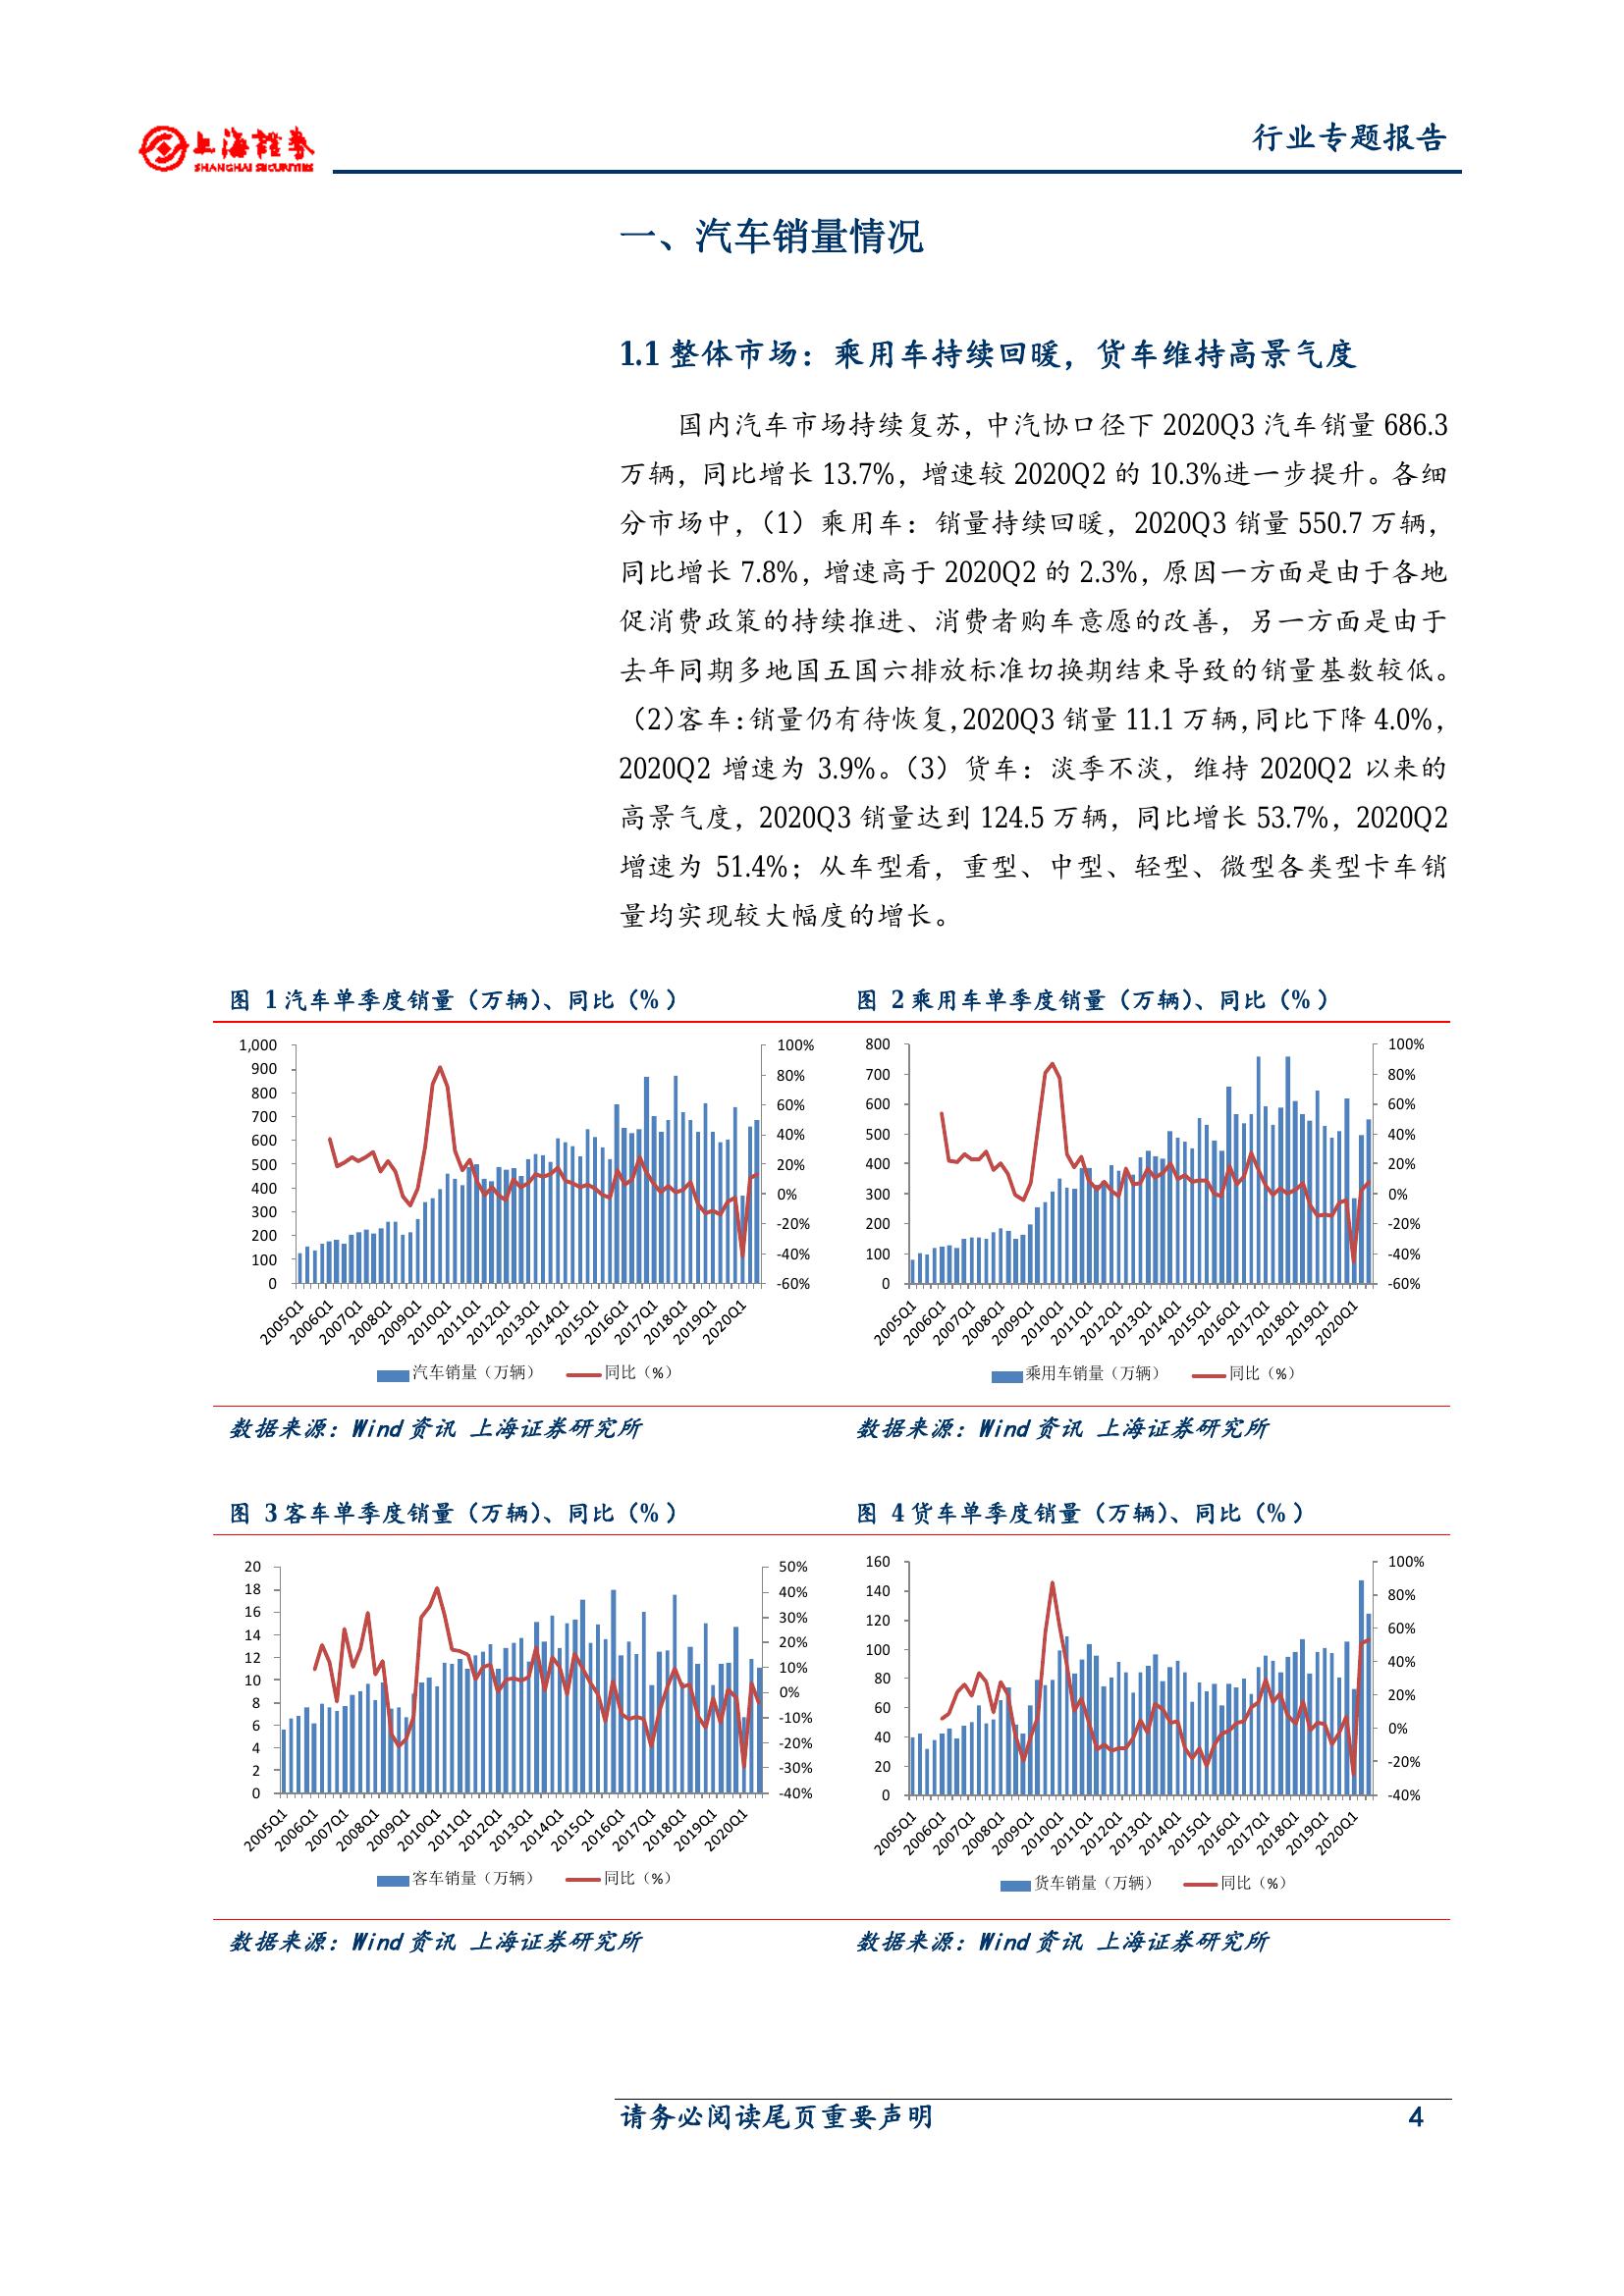 上海證券
SHANGHAI SECURITIES
行业专题报告
一、汽车销量情况
1.1 整体市场：乘用车持续回暖，货车维持高景气度
国内汽车市场持续复苏，中汽协口径下 2020Q3 汽车销量 686.3
万辆，同比增长 13.7%，增速较 2020Q2 的 10.3%进一步提升。各细
分市场中，（1）乘用车：销量持续回暖，2020Q3 销量 550.7 万辆，
同比增长 7.8%，增速高于 2020Q2 的 2.3%，原因一方面是由于各地
促消费政策的持续推进、消费者购车意愿的改善，另一方面是由于
去年同期多地国五国六排放标准切换期结束导致的销量基数较低。
（2）客车：销量仍有待恢复，2020Q3 销量 11.1 万辆，同比下降 4.0%，
2020Q2 增速为 3.9%。（3）货车：淡季不淡，维持 2020Q2 以来的
高景气度，2020Q3 销量达到 124.5 万辆，同比增长 53.7%，2020Q2
增速为 51.4%；从车型看，重型、中型、轻型、微型各类型卡车销
量均实现较大幅度的增长。
图 1 汽车单季度销量（万辆）、同比（%）
1,000
900
800
700
600
500
400
300
200
100
0
100%
80%
60%
40%
20%
0%
-20%
-40%
-60%
2005Q1
2006Q1
2007Q1
2008Q1
2009Q1
2010Q1
2011Q1
2012Q1
2013Q1
2014Q1
2015Q1
2016Q1
2017Q1
2018Q1
2019Q1
2020Q1
汽车销量（万辆） 同比（%）
数据来源：Wind 资讯 上海证券研究所
图 2 乘用车单季度销量（万辆）、同比（%）
800
700
600
500
400
300
200
100
0
100%
80%
60%
40%
20%
0%
-20%
-40%
-60%
2005Q1
2006Q1
2007Q1
2008Q1
2009Q1
2010Q1
2011Q1
2012Q1
2013Q1
2014Q1
2015Q1
2016Q1
2017Q1
2018Q1
2019Q1
2020Q1
乘用车销量（万辆） 同比（%）
数据来源：Wind 资讯 上海证券研究所
图 3 客车单季度销量（万辆）、同比（%）
20
18
16
14
12
10
8
6
4
2
0
50%
40%
30%
20%
10%
0%
-10%
-20%
-30%
-40%
2005Q1
2006Q1
2007Q1
2008Q1
2009Q1
2010Q1
2011Q1
2012Q1
2013Q1
2014Q1
2015Q1
2016Q1
2017Q1
2018Q1
2019Q1
2020Q1
客车销量（万辆） 同比（%）
数据来源：Wind 资讯 上海证券研究所
图 4 货车单季度销量（万辆）、同比（%）
160
140
120
100
80
60
40
20
0
100%
80%
60%
40%
20%
0%
-20%
-40%
2005Q1
2006Q1
2007Q1
2008Q1
2009Q1
2010Q1
2011Q1
2012Q1
2013Q1
2014Q1
2015Q1
2016Q1
2017Q1
2018Q1
2019Q1
2020Q1
货车销量（万辆） 同比（%）
数据来源：Wind 资讯 上海证券研究所
请务必阅读尾页重要声明
4